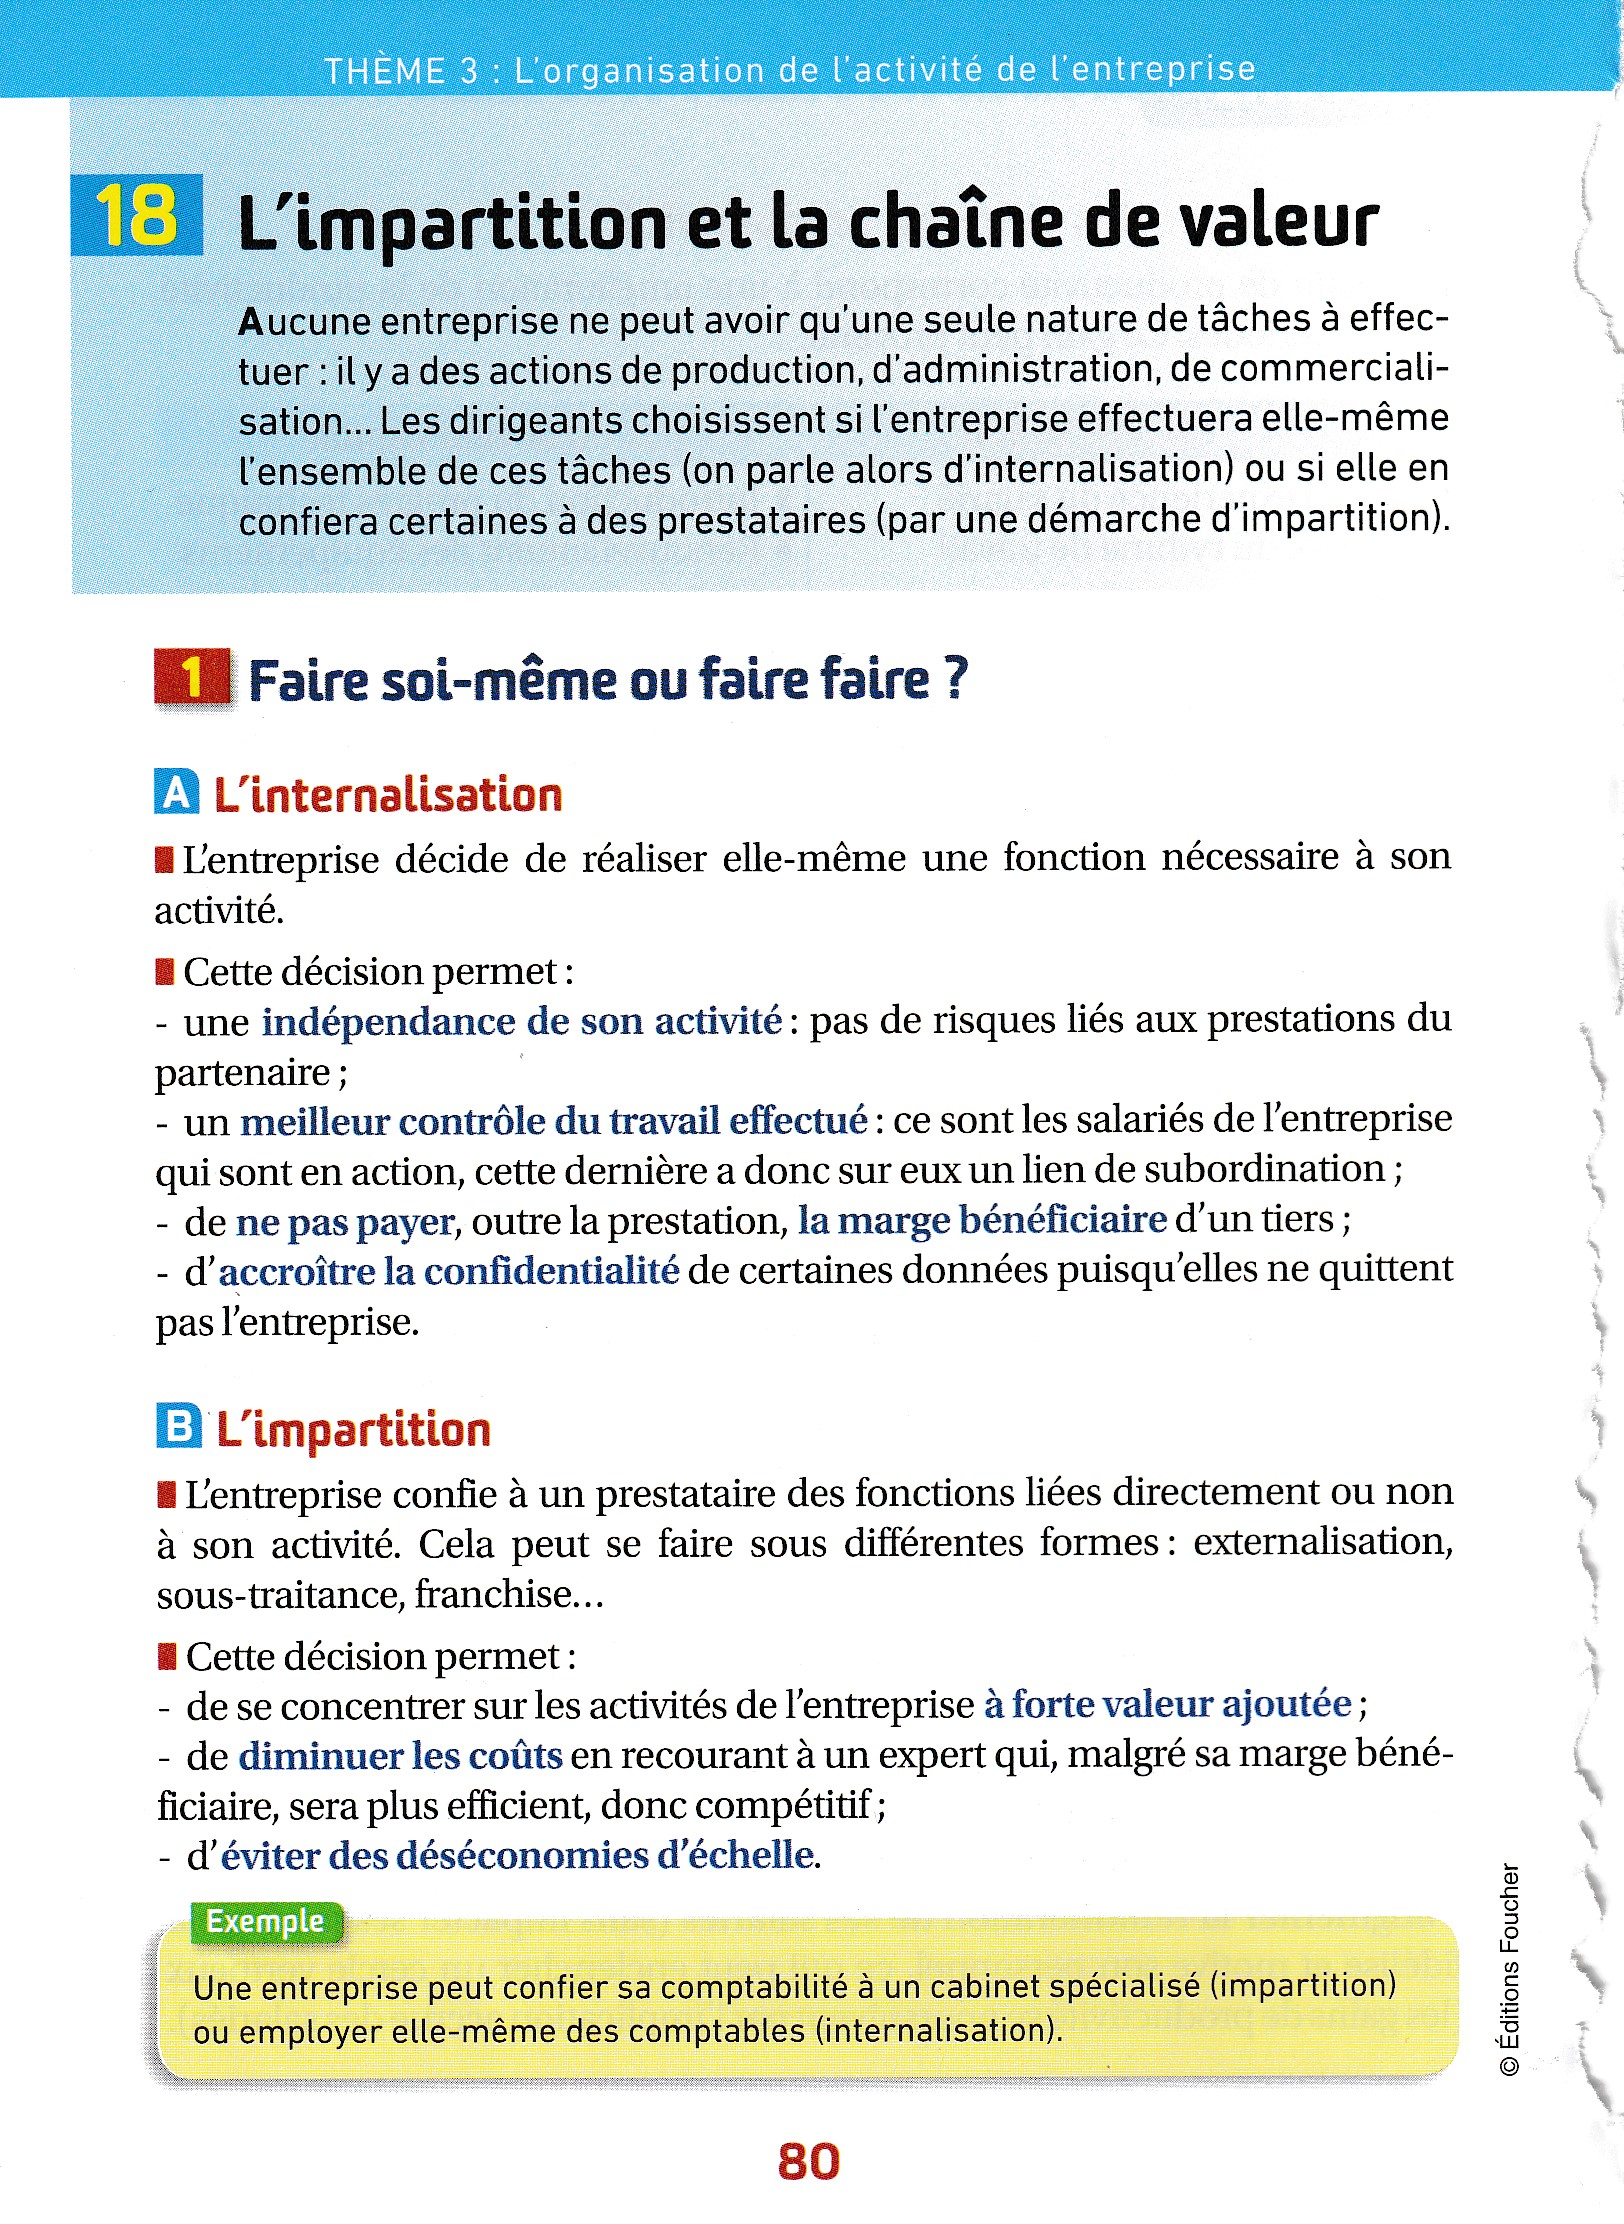 THÈME 3 : L'organisation de l'activité de l'entreprise
18 L'impartition et la chaîne de valeur
Aucune entreprise ne peut avoir qu'une seule nature de tâches à effec-
tuer : il y a des actions de production, d'administration, de commerciali-
sation... Les dirigeants choisissent si l'entreprise effectuera elle-même
l'ensemble de ces tâches (on parle alors d'internalisation) ou si elle en
confiera certaines à des prestataires (par une démarche d'impartition).
1 Faire soi-même ou faire faire ?
A L'internalisation
L'entreprise décide de réaliser elle-même une fonction nécessaire à son
activité.
Cette décision permet :
- une indépendance de son activité : pas de risques liés aux prestations du
partenaire ;
- un meilleur contrôle du travail effectué : ce sont les salariés de l'entreprise
qui sont en action, cette dernière a donc sur eux un lien de subordination ;
- de ne pas payer, outre la prestation, la marge bénéficiaire d'un tiers ;
- d'accroître la confidentialité de certaines données puisqu'elles ne quittent
pas l'entreprise.
B L'impartition
L'entreprise confie à un prestataire des fonctions liées directement ou non
à son activité. Cela peut se faire sous différentes formes : externalisation,
sous-traitance, franchise...
Cette décision permet :
- de se concentrer sur les activités de l'entreprise à forte valeur ajoutée ;
- de diminuer les coûts en recourant à un expert qui, malgré sa marge béné-
ficiaire, sera plus efficient, donc compétitif ;
- d'éviter des déséconomies d'échelle.
Exemple
Une entreprise peut confier sa comptabilité à un cabinet spécialisé (impartition)
ou employer elle-même des comptables (internalisation).
© Éditions Foucher
80